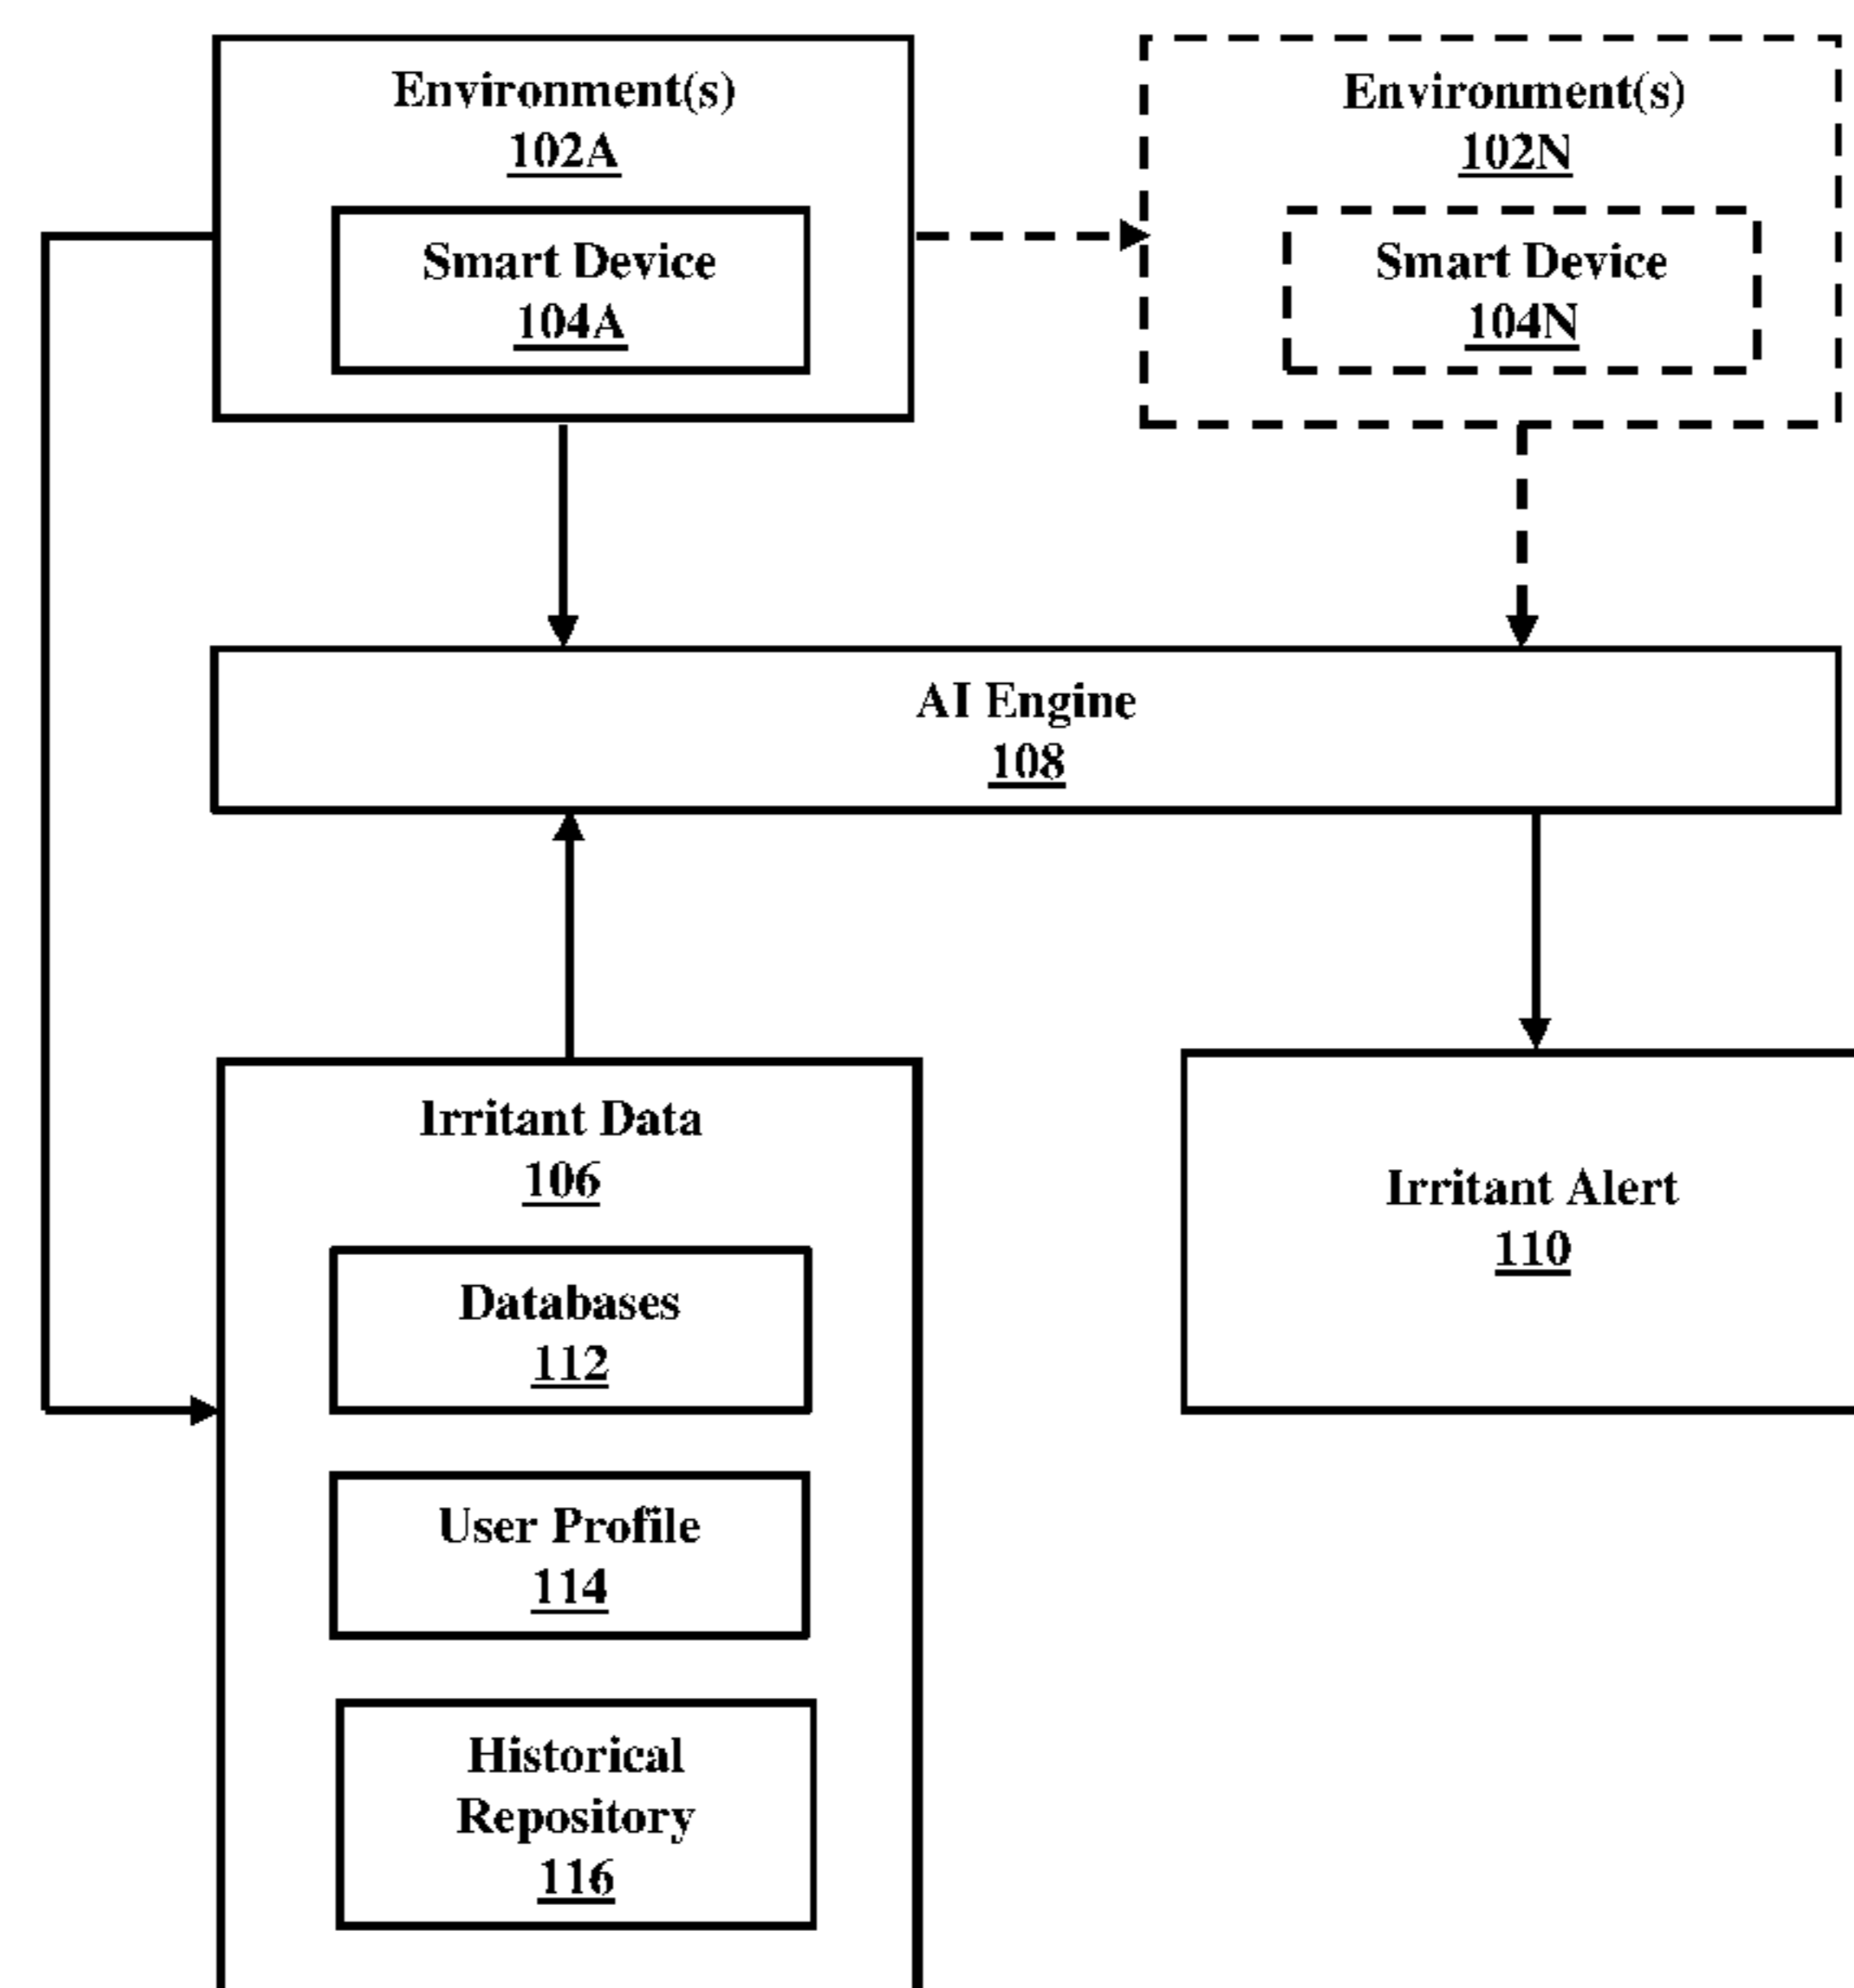 Environment(s)
102A
Smart Device
104A
Environment(s)
102N
Smart Device
104N
AI Engine
108
Irritant Data
106
Databases
112
User Profile
114
Historical
Repository
116
Irritant Alert
110